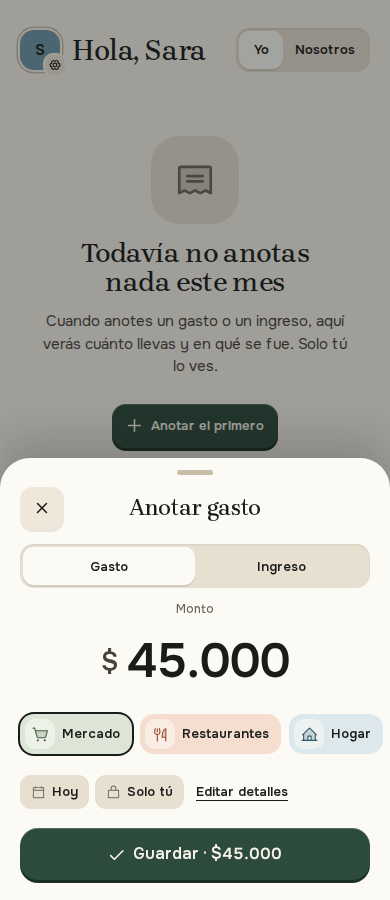 S
Hola, Sara
Yo
Nosotros
Todavía no anotas
nada este mes
Cuando anotes un gasto o un ingreso, aquí
verás cuánto llevas y en qué se fue. Solo tú
lo ves.
Anotar el primero
Anotar gasto
Gasto
Ingreso
Monto
$ 45.000
Mercado
Restaurantes
Hogar
Hoy
Solo tú
Editar detalles
Guardar · $45.000